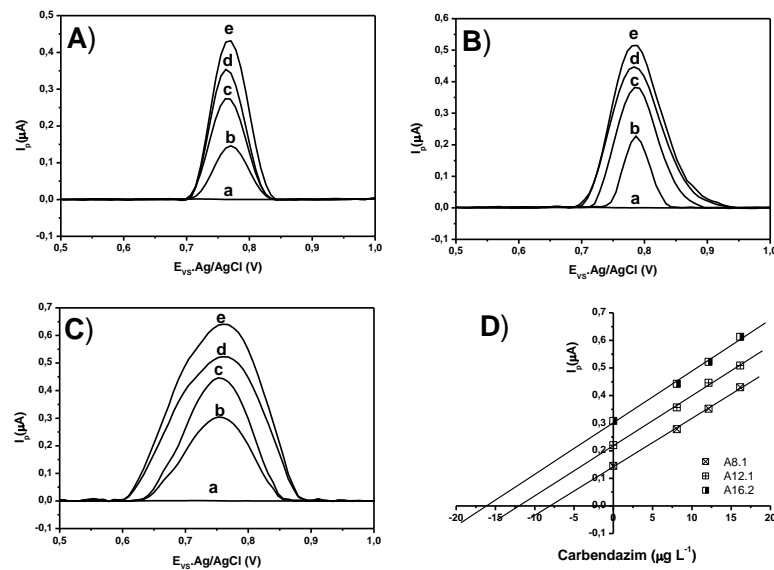 A)
0,5
0,4
0,3
0,2
0,1
0,0
-0,1
Ip(µA)
e
d
c
b
a
0,5 0,6 0,7 0,8 0,9 1,0
EVS.Ag/AgCl (V)
B)
0,6
0,5
0,4
0,3
0,2
0,1
0,0
-0,1
Ip(µA)
e
d
c
b
a
0,5 0,6 0,7 0,8 0,9 1,0
EVS.Ag/AgCl (V)
C)
0,7
0,6
0,5
0,4
0,3
0,2
0,1
0,0
-0,1
Ip(µA)
e
d
c
b
a
0,5 0,6 0,7 0,8 0,9 1,0
EVS.Ag/AgCl (V)
D)
Ip(µA)
0,7
0,6
0,5
0,4
0,3
0,2
0,1
0,0
-0,1
-20 -15 -10 -5 0 5 10 15 20
A8.1
A12.1
A16.2
Carbendazim (µg L-1)